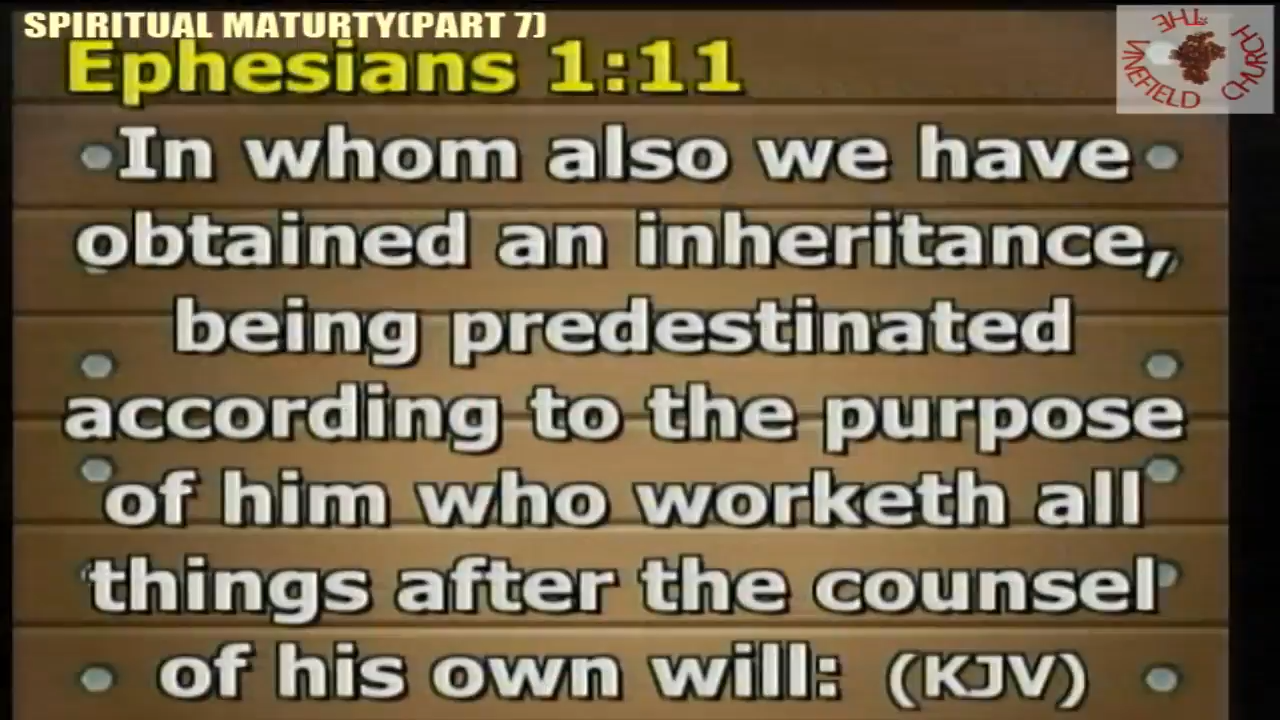 SPIRITUAL MATURTY(PART 7)
THE
VINEFIELD
CHURCH
Ephesians 1:11
In whom also we have
obtained an inheritance,
being predestinated
according to the purpose
of him who worketh all
things after the counsel
of his own will: (KJV)